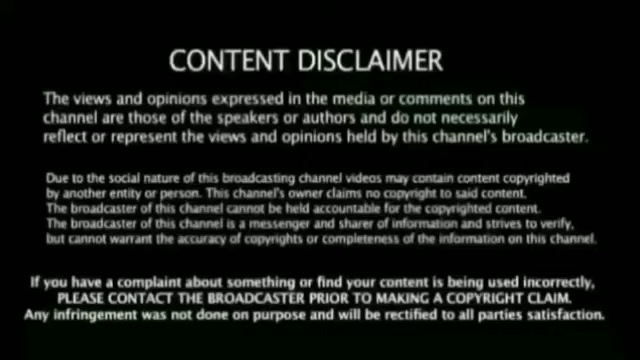 CONTENT DISCLAIMER
The views and opinions expressed in the media or comments on this
channel are those of the speakers or authors and do not necessarily
reflect or represent the views and opinions held by this channel's broadcaster.
Due to the social nature of this broadcasting channel videos may contain content copyrighted
by another entity or person. This channel's owner claims no copyright to said content.
The broadcaster of this channel cannot be held accountable for the copyrighted content.
The broadcaster of this channel is a messenger and sharer of information and strives to verify,
but cannot warrant the accuracy of copyrights or completeness of the information on this channel.
If you have a complaint about something or find your content is being used incorrectly,
PLEASE CONTACT THE BROADCASTER PRIOR TO MAKING A COPYRIGHT CLAIM.
Any infringement was not done on purpose and will be rectified to all parties satisfaction.